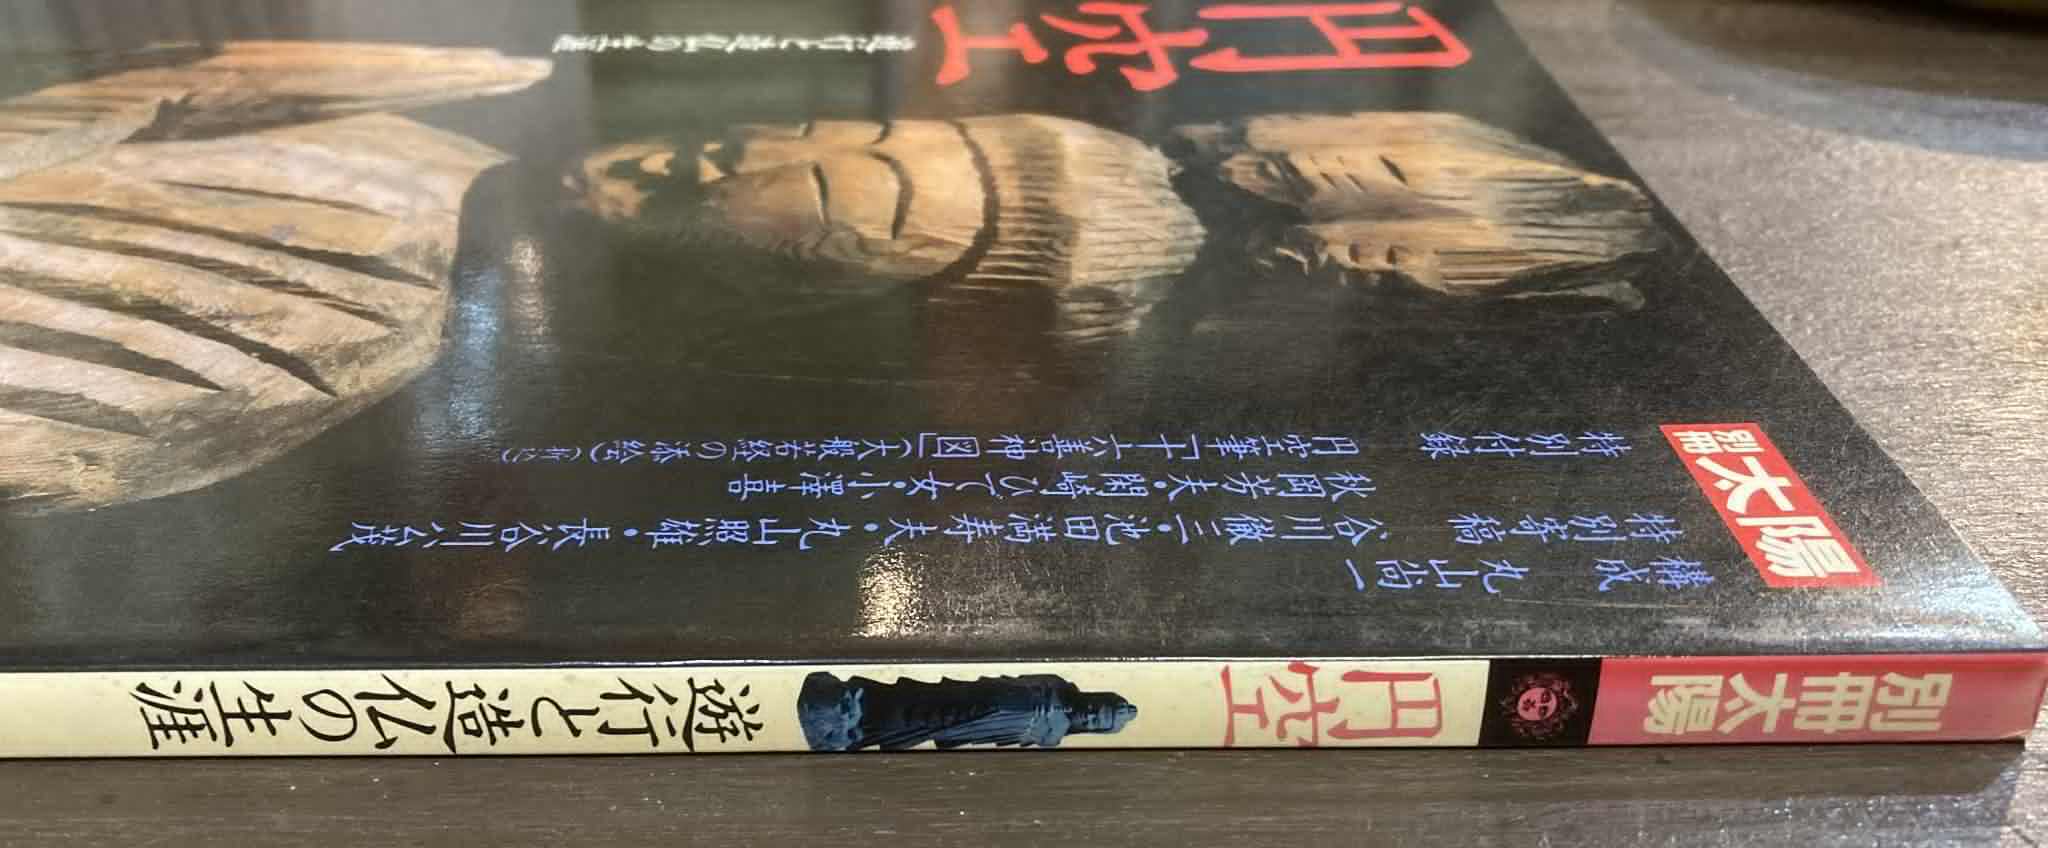 円空
遊行と造仏の生涯
別冊
太陽
構成 丸山尚一
特別寄稿 谷川徹三・池田満寿夫・丸山照雄・長谷川公茂
秋岡芳夫・関崎ひで女・小澤喜
特別付録 円空筆「十六善神図」(大般若経の添絵)(折込)
別冊太陽
円空
遊行と造仏の生涯